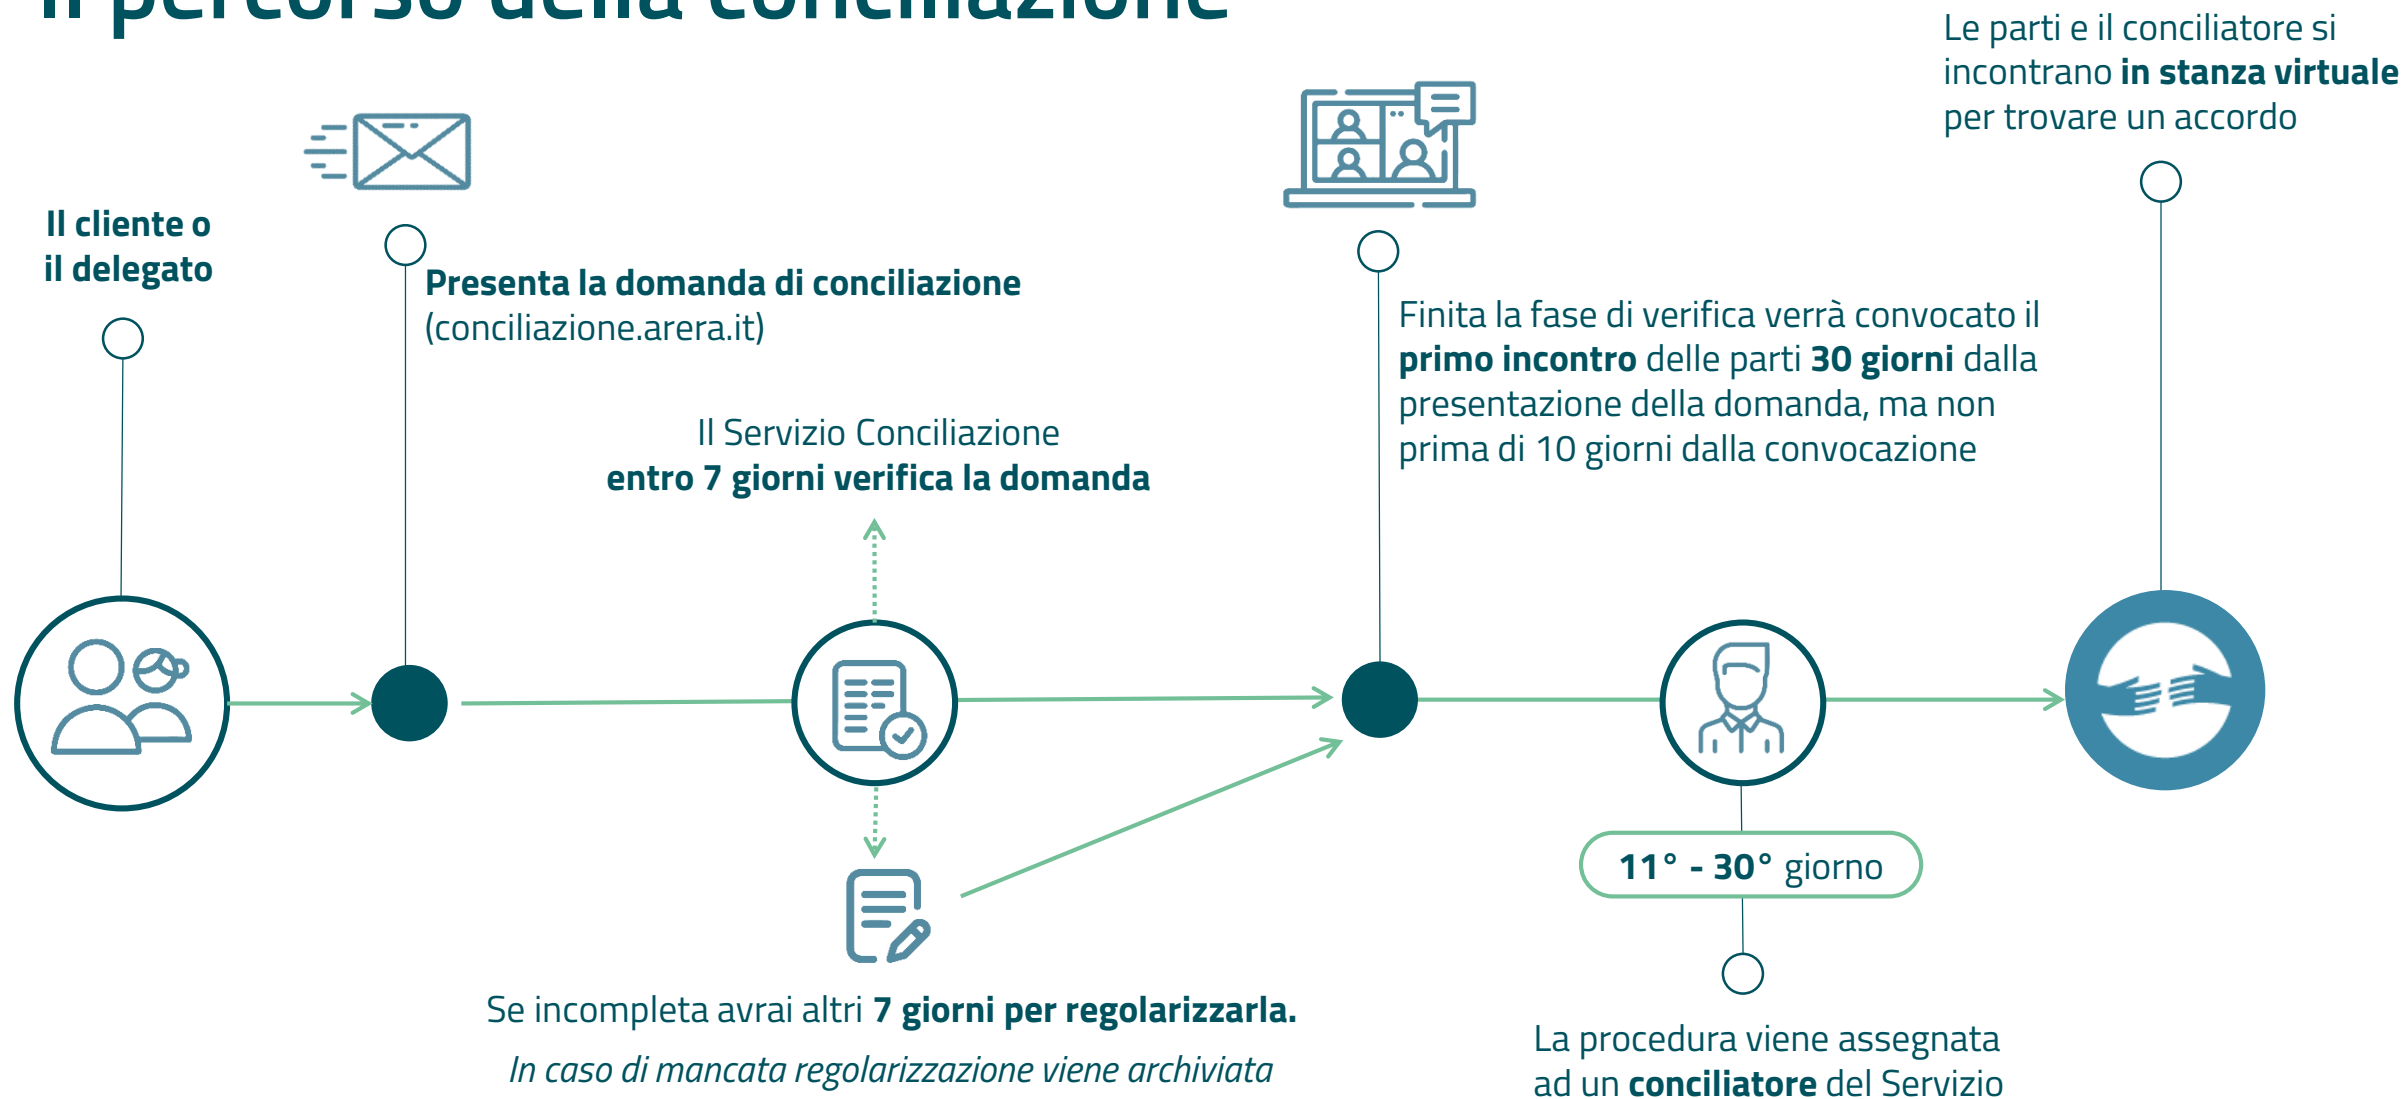 Il percorso della conciliazione
Le parti e il conciliatore si
incontrano in stanza virtuale
per trovare un accordo
Il cliente o
il delegato
Presenta la domanda di conciliazione
(conciliazione.arera.it)
Finita la fase di verifica verrà convocato il
primo incontro delle parti 30 giorni dalla
presentazione della domanda, ma non
prima di 10 giorni dalla convocazione
Il Servizio Conciliazione
entro 7 giorni verifica la domanda
11° - 30° giorno
Se incompleta avrai altri 7 giorni per regolarizzarla.
In caso di mancata regolarizzazione viene archiviata
La procedura viene assegnata
ad un conciliatore del Servizio